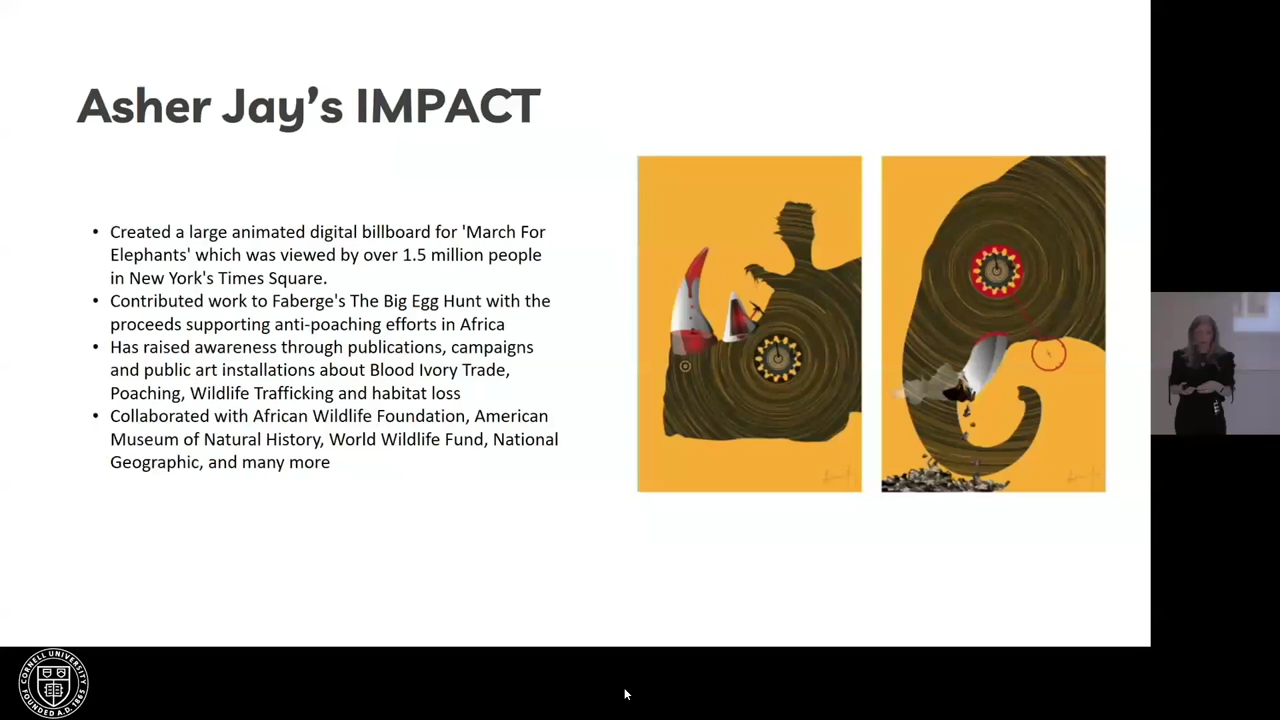 Asher Jay's IMPACT
• Created a large animated digital billboard for 'March For
Elephants' which was viewed by over 1.5 million people
in New York's Times Square.
• Contributed work to Faberge's The Big Egg Hunt with the
proceeds supporting anti-poaching efforts in Africa
• Has raised awareness through publications, campaigns
and public art installations about Blood Ivory Trade,
Poaching, Wildlife Trafficking and habitat loss
• Collaborated with African Wildlife Foundation, American
Museum of Natural History, World Wildlife Fund, National
Geographic, and many more
CORNELL UNIVERSITY
FOUNDED A.D. 1865